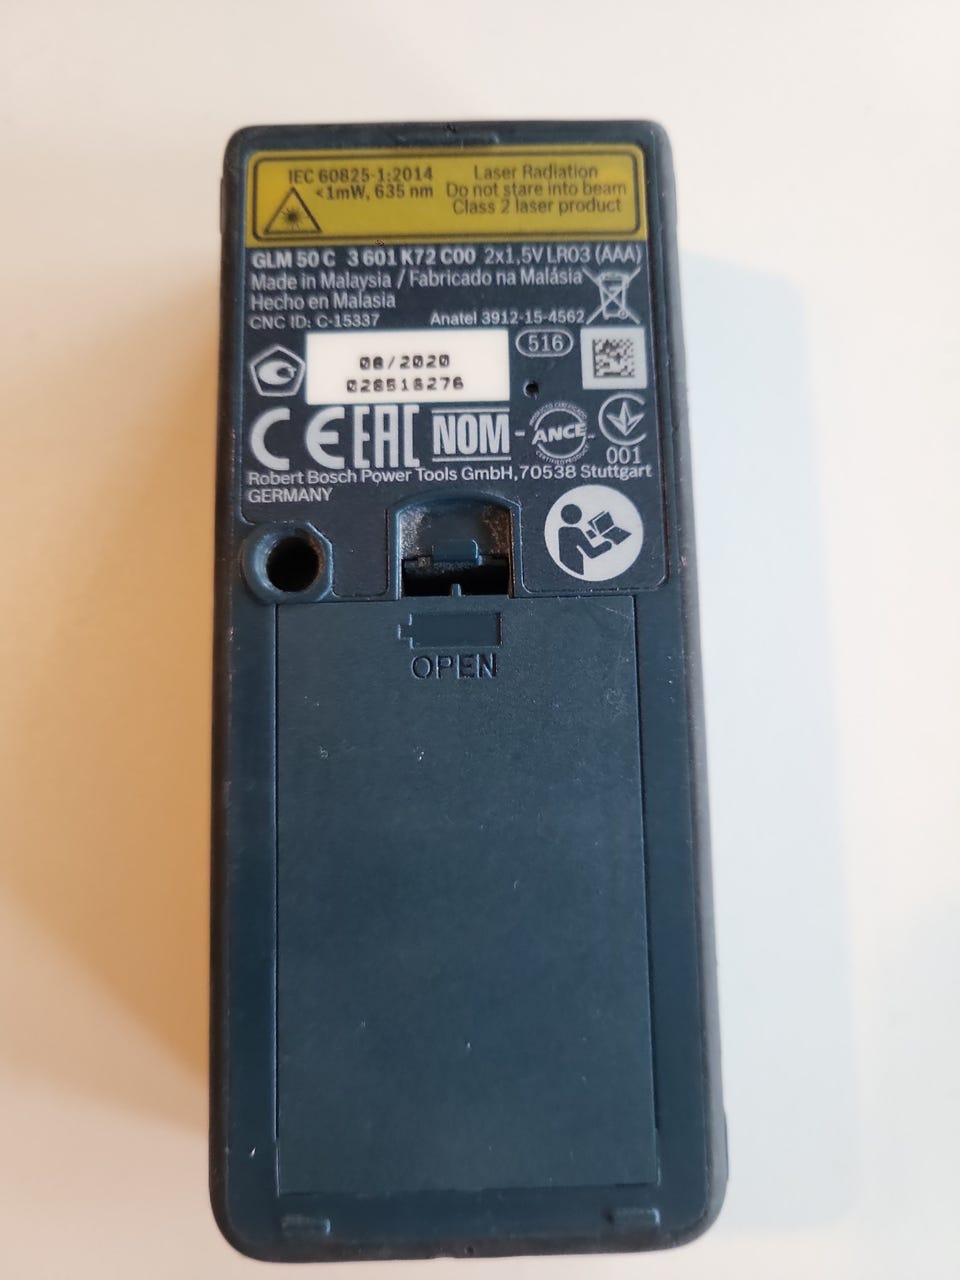 IEC 60825-1:2014
<1mW, 635 nm
Laser Radiation
Do not stare into beam
Class 2 laser product
GLM 50 C 3 601 K72 C00 2x1,5V LR03 (AAA)
Made in Malaysia / Fabricado na Malásia
Hecho en Malasia
CNC ID: C-15337 Anatel 3912-15-4562
516
08/2020
028518276
CE EAC NOM - ANCE
001
Robert Bosch Power Tools GmbH,70538 Stuttgart
GERMANY
OPEN